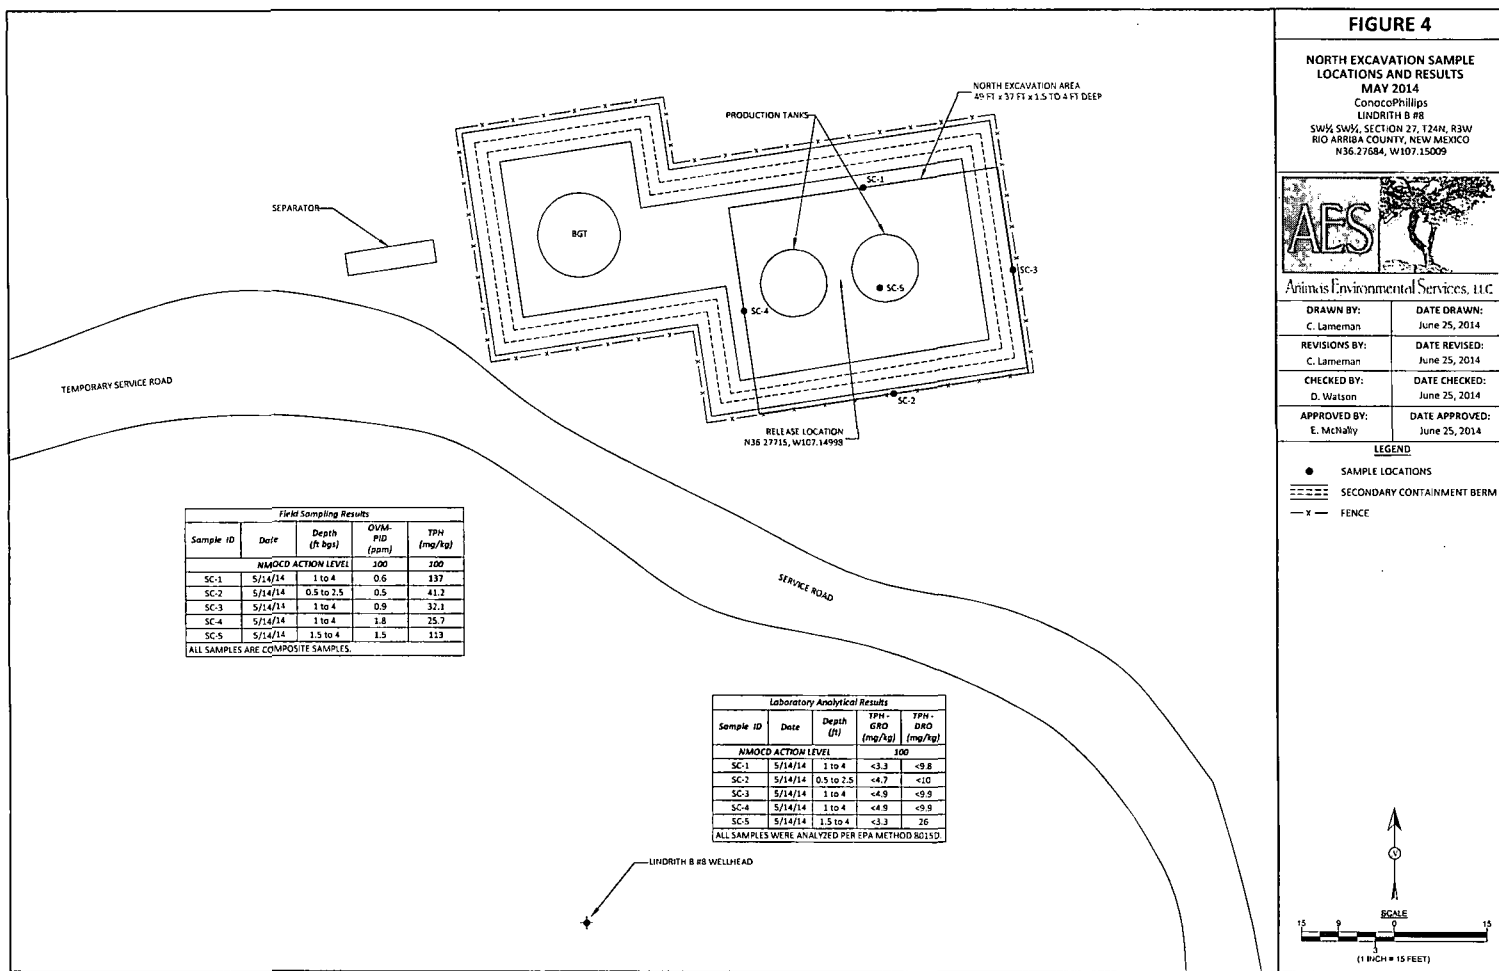 FIGURE 4
NORTH EXCAVATION SAMPLE
LOCATIONS AND RESULTS
MAY 2014
ConocoPhillips
LINDRITH B #8
SW¼ SW¼, SECTION 27, T24N, R3W
RIO ARRIBA COUNTY, NEW MEXICO
N36.27684, W107.15009
AES
Animas Environmental Services, LLC
DRAWN BY: DATE DRAWN:
C. Lameman June 25, 2014
REVISIONS BY: DATE REVISED:
C. Lameman June 25, 2014
CHECKED BY: DATE CHECKED:
D. Watson June 25, 2014
APPROVED BY: DATE APPROVED:
E. McNally June 25, 2014
LEGEND
SAMPLE LOCATIONS
SECONDARY CONTAINMENT BERM
x FENCE
SCALE
15 9 0 15
3
(1 INCH = 15 FEET)
NORTH EXCAVATION AREA
49 FT x 37 FT x 1.5 TO 4 FT DEEP
PRODUCTION TANKS
SC-1
SEPARATOR
BGT
SC-3
SC-5
SC-4
SC-2
TEMPORARY SERVICE ROAD
RELEASE LOCATION
N36 27715, W107.14998
SERVICE ROAD
Field Sampling Results
Sample ID Date Depth (ft bgs) OVM-PID (ppm) TPH (mg/kg)
NMOCD ACTION LEVEL 100 100
SC-1 5/14/14 1 to 4 0.6 137
SC-2 5/14/14 0.5 to 2.5 0.5 41.2
SC-3 5/14/14 1 to 4 0.9 32.1
SC-4 5/14/14 1 to 4 1.8 25.7
SC-5 5/14/14 1.5 to 4 1.5 113
ALL SAMPLES ARE COMPOSITE SAMPLES.
Laboratory Analytical Results
Sample ID Date Depth (ft) TPH - GRO (mg/kg) TPH - DRO (mg/kg)
NMOCD ACTION LEVEL 100
SC-1 5/14/14 1 to 4 <3.3 <9.8
SC-2 5/14/14 0.5 to 2.5 <4.7 <10
SC-3 5/14/14 1 to 4 <4.9 <9.9
SC-4 5/14/14 1 to 4 <4.9 <9.9
SC-5 5/14/14 1.5 to 4 <3.3 26
ALL SAMPLES WERE ANALYZED PER EPA METHOD 8015D.
LINDRITH B #8 WELLHEAD